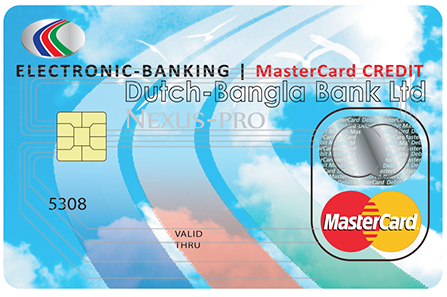 ELECTRONIC-BANKING | MasterCard CREDIT
Dutch-Bangla Bank Ltd
NEXUS-PRO
5308
VALID
THRU
MasterCard